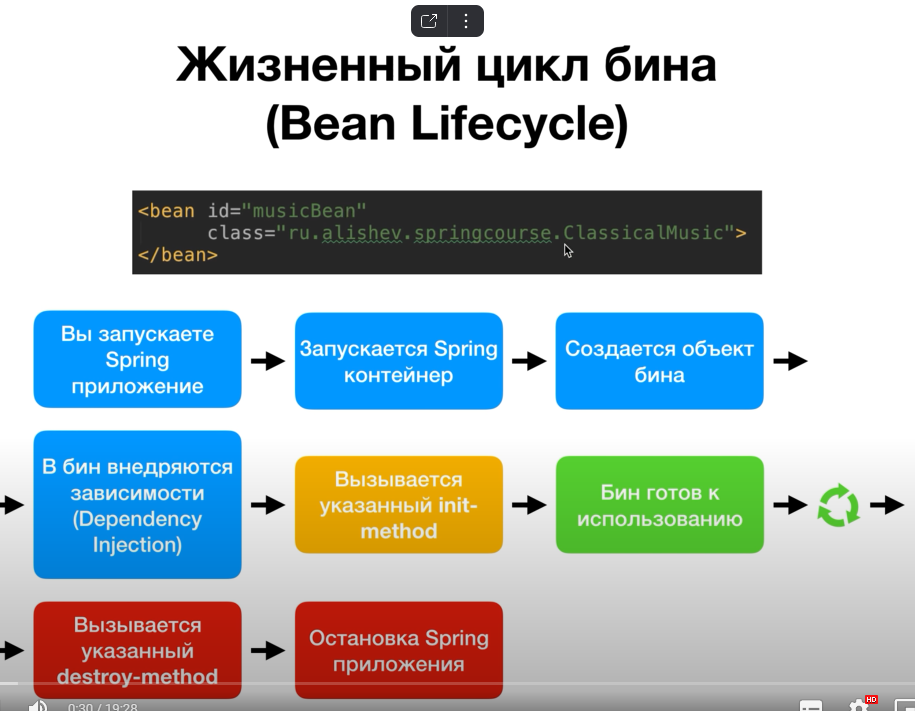 Жизненный цикл бина
(Bean Lifecycle)
<bean id="musicBean"
class="ru.alishev.springcourse.ClassicalMusic">
</bean>
Вы запускаете
Spring
приложение
Запускается Spring
контейнер
Создается объект
бина
В бин внедряются
зависимости
(Dependency
Injection)
Вызывается
указанный init-
method
Бин готов к
использованию
Вызывается
указанный
destroy-method
Остановка Spring
приложения
0:30 / 19:28
HD